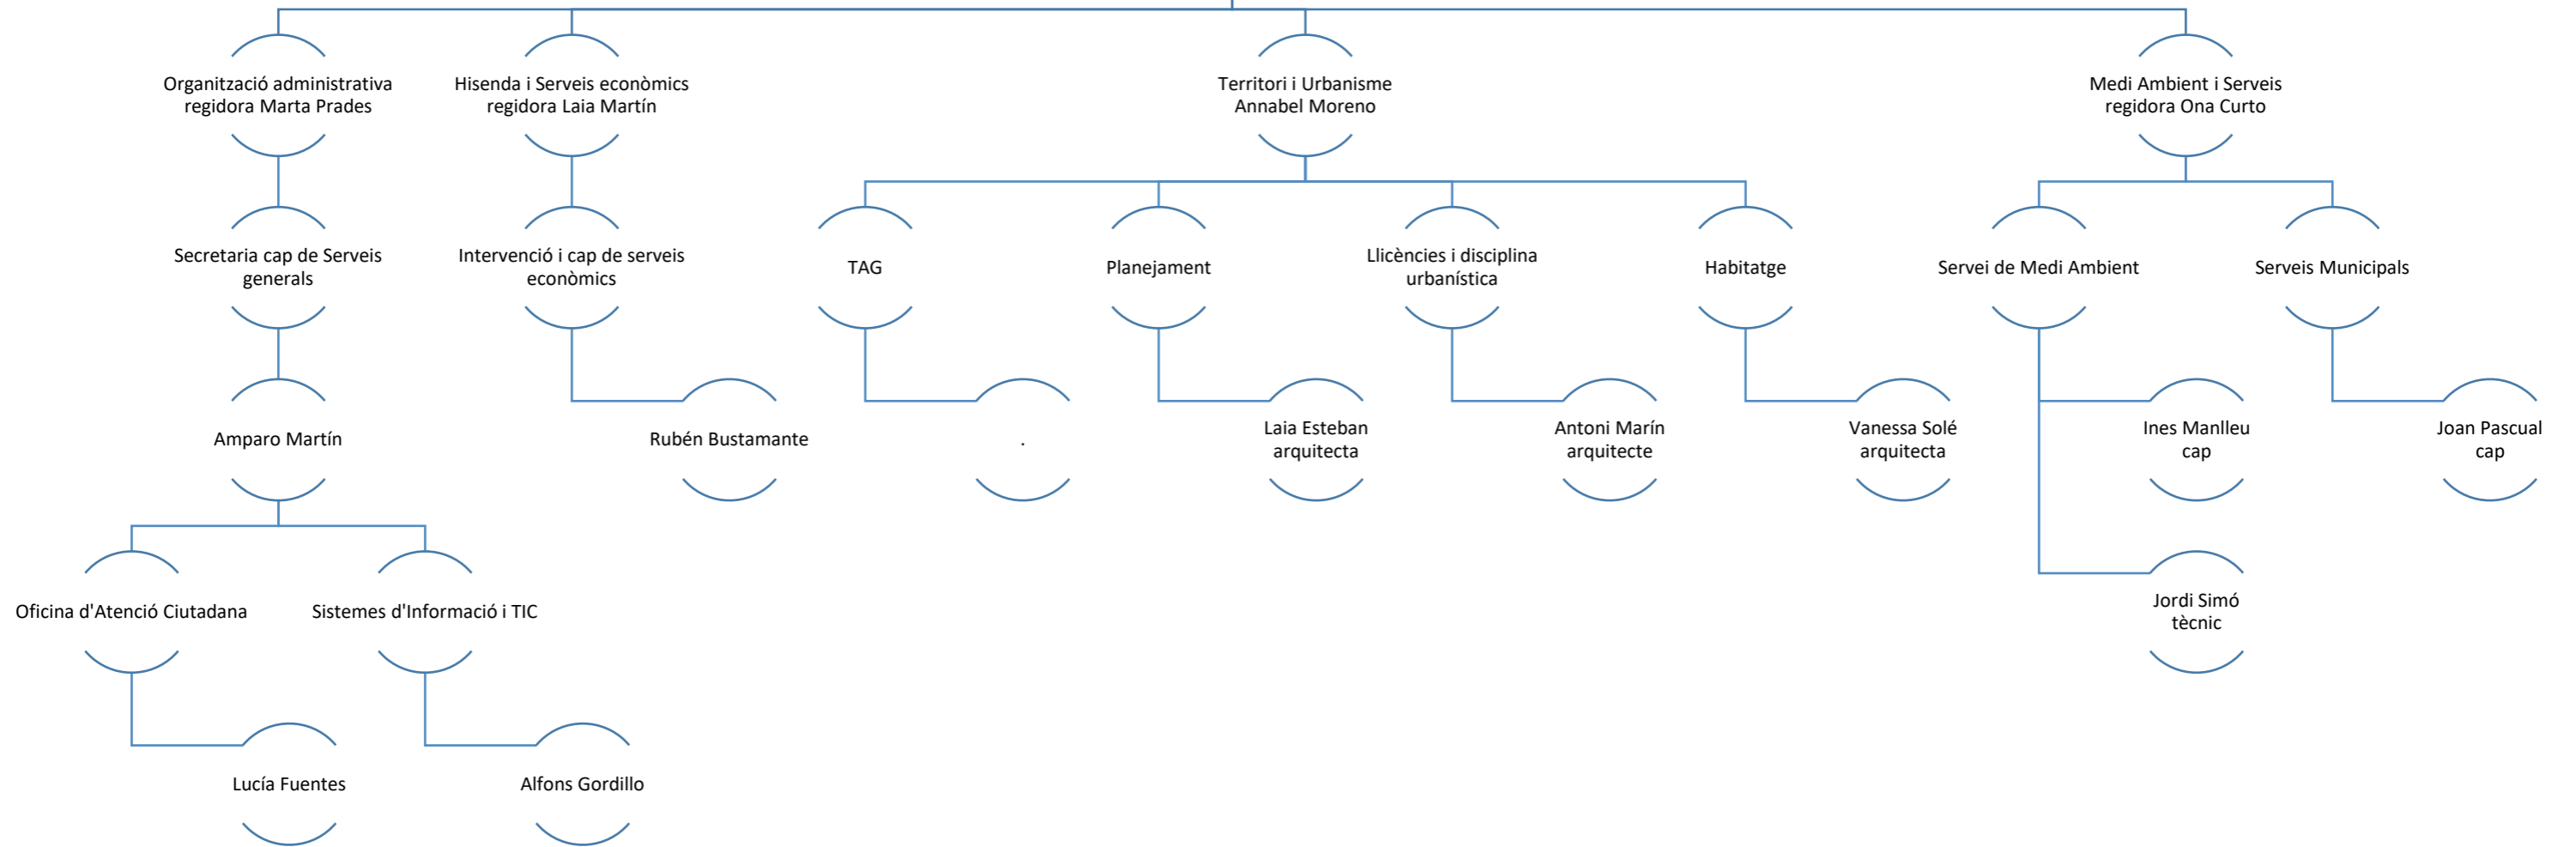 Organització administrativa
regidora Marta Prades
Hisenda i Serveis econòmics
regidora Laia Martín
Territori i Urbanisme
Annabel Moreno
Medi Ambient i Serveis
regidora Ona Curto
Secretaria cap de Serveis
generals
Intervenció i cap de serveis
econòmics
TAG
Planejament
Llicències i disciplina
urbanística
Habitatge
Servei de Medi Ambient
Serveis Municipals
Amparo Martín
Rubén Bustamante
.
Laia Esteban
arquitecta
Antoni Marín
arquitecte
Vanessa Solé
arquitecta
Ines Manlleu
cap
Joan Pascual
cap
Oficina d'Atenció Ciutadana
Sistemes d'Informació i TIC
Jordi Simó
tècnic
Lucía Fuentes
Alfons Gordillo